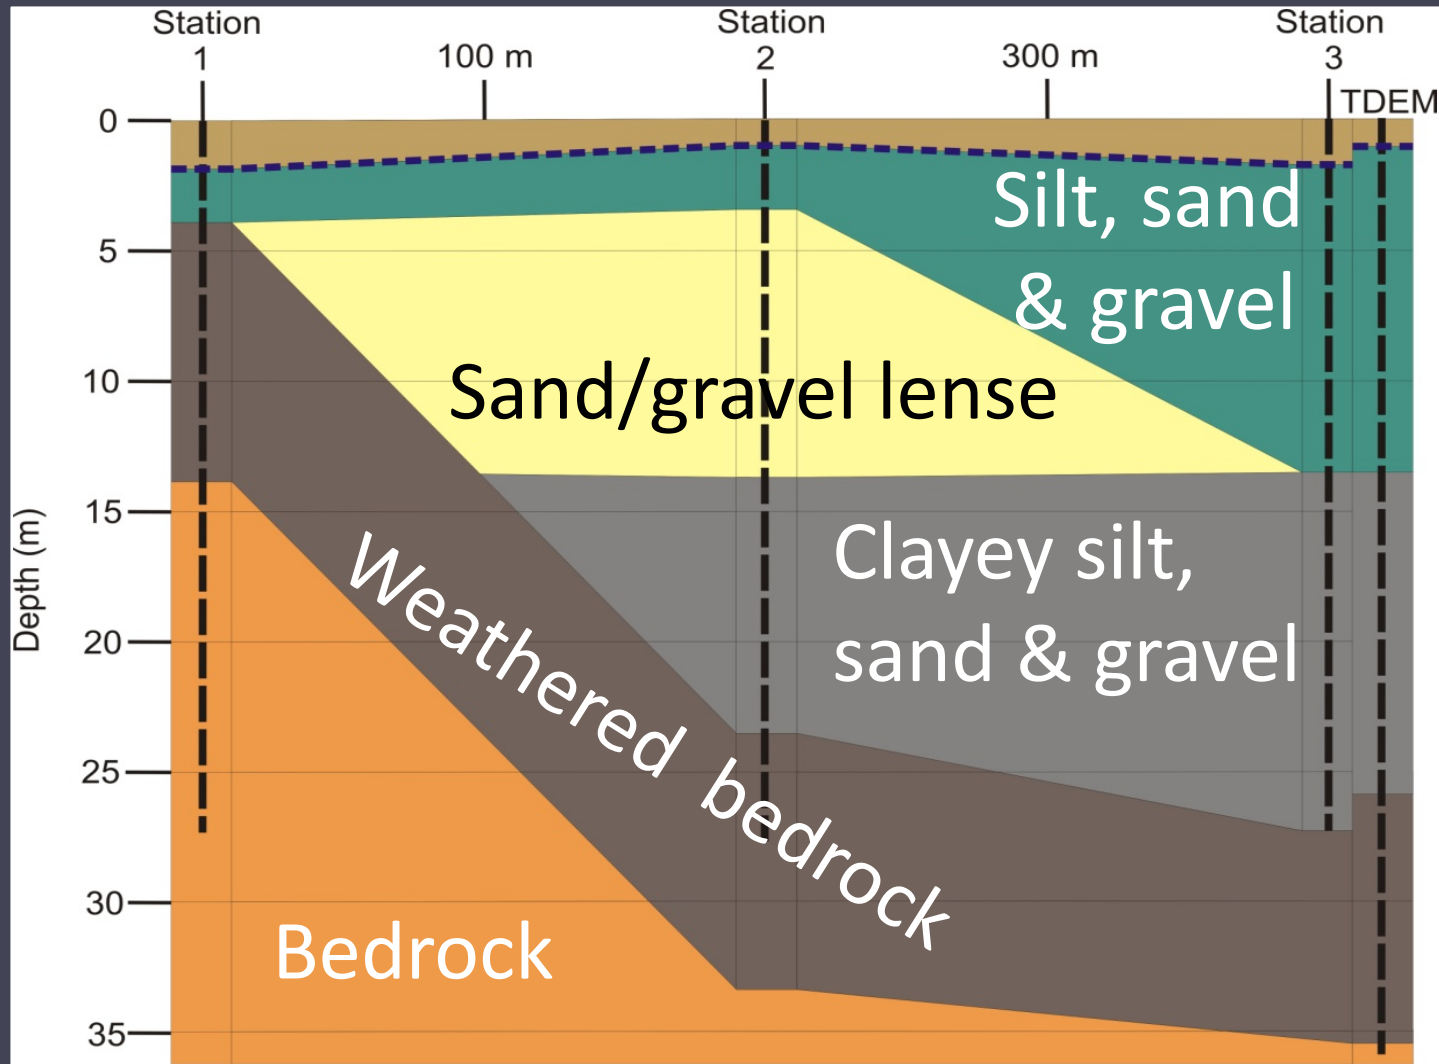 Station
1
100 m
Station
2
300 m
Station
3
TDEM
0
5
10
15
20
25
30
35
Depth (m)
Silt, sand
& gravel
Sand/gravel lense
Clayey silt,
sand & gravel
Weathered bedrock
Bedrock